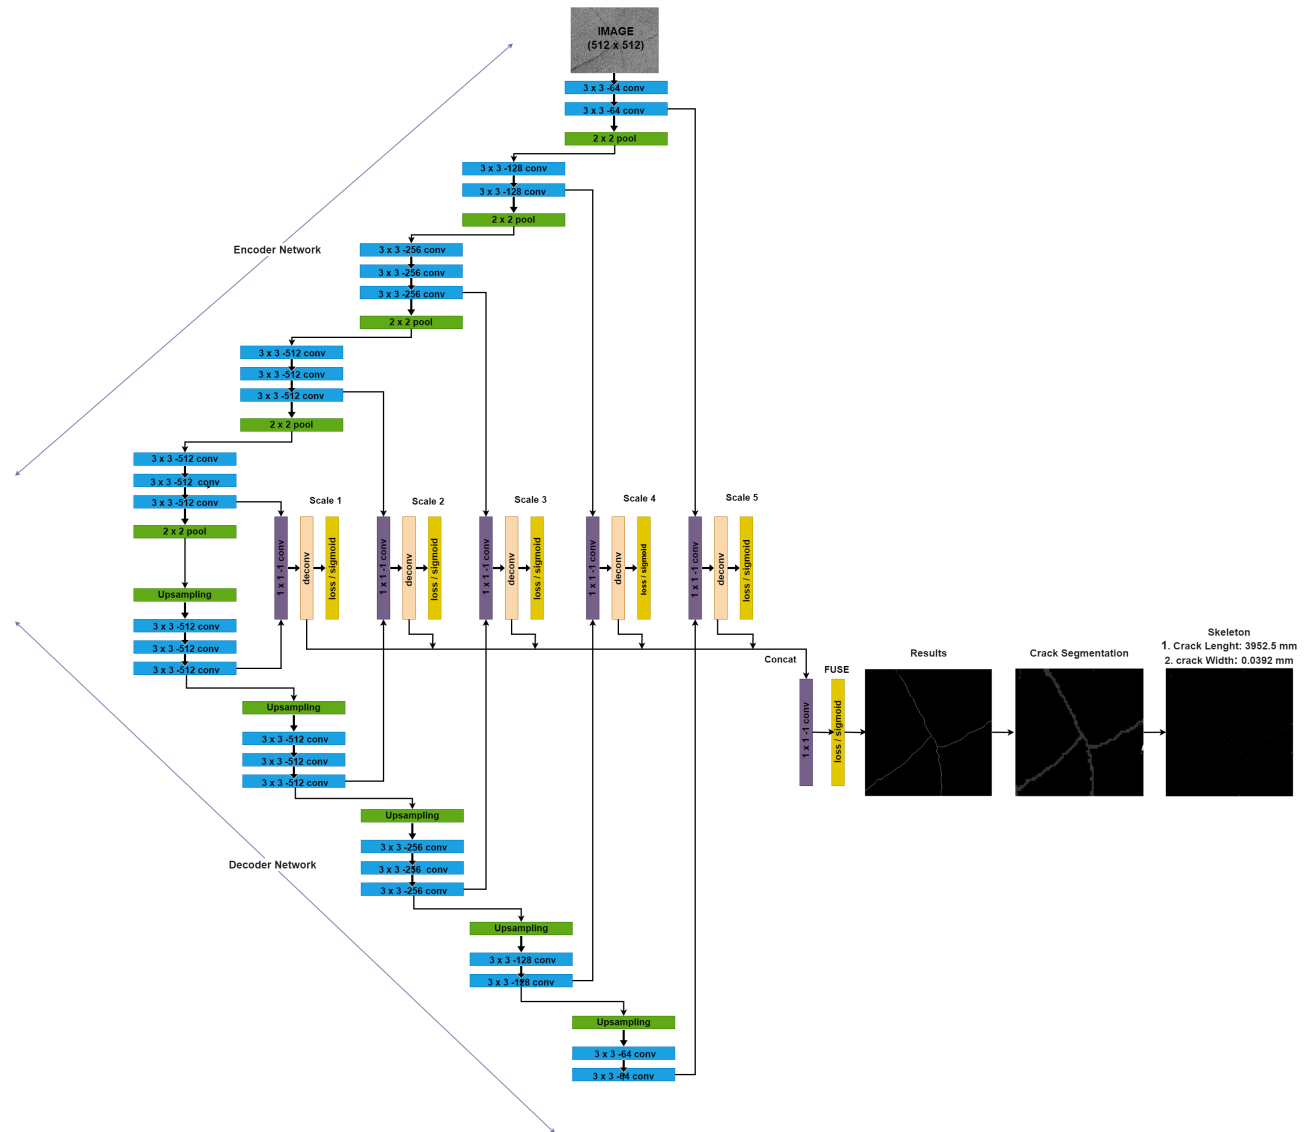 IMAGE
(512 x 512)
3 x 3 -64 conv
3 x 3 -64 conv
2 x 2 pool
3 x 3 -128 conv
3 x 3 -128 conv
2 x 2 pool
Encoder Network
3 x 3 -256 conv
3 x 3 -256 conv
3 x 3 -256 conv
2 x 2 pool
3 x 3 -512 conv
3 x 3 -512 conv
3 x 3 -512 conv
2 x 2 pool
3 x 3 -512 conv
3 x 3 -512 conv
3 x 3 -512 conv
2 x 2 pool
Scale 1
Scale 2
Scale 3
Scale 4
Scale 5
1 x 1 -1 conv
deconv
loss / sigmoid
1 x 1 -1 conv
deconv
loss / sigmoid
1 x 1 -1 conv
deconv
loss / sigmoid
1 x 1 -1 conv
deconv
loss / sigmoid
1 x 1 -1 conv
deconv
loss / sigmoid
Upsampling
3 x 3 -512 conv
3 x 3 -512 conv
3 x 3 -512 conv
Upsampling
3 x 3 -512 conv
3 x 3 -512 conv
3 x 3 -512 conv
Upsampling
3 x 3 -256 conv
3 x 3 -256 conv
3 x 3 -256 conv
Decoder Network
Upsampling
3 x 3 -128 conv
3 x 3 -128 conv
Upsampling
3 x 3 -64 conv
3 x 3 -64 conv
Concat
1 x 1 -1 conv
FUSE
loss / sigmoid
Results
Crack Segmentation
Skeleton
1. Crack Lenght: 3952.5 mm
2. crack Width: 0.0392 mm